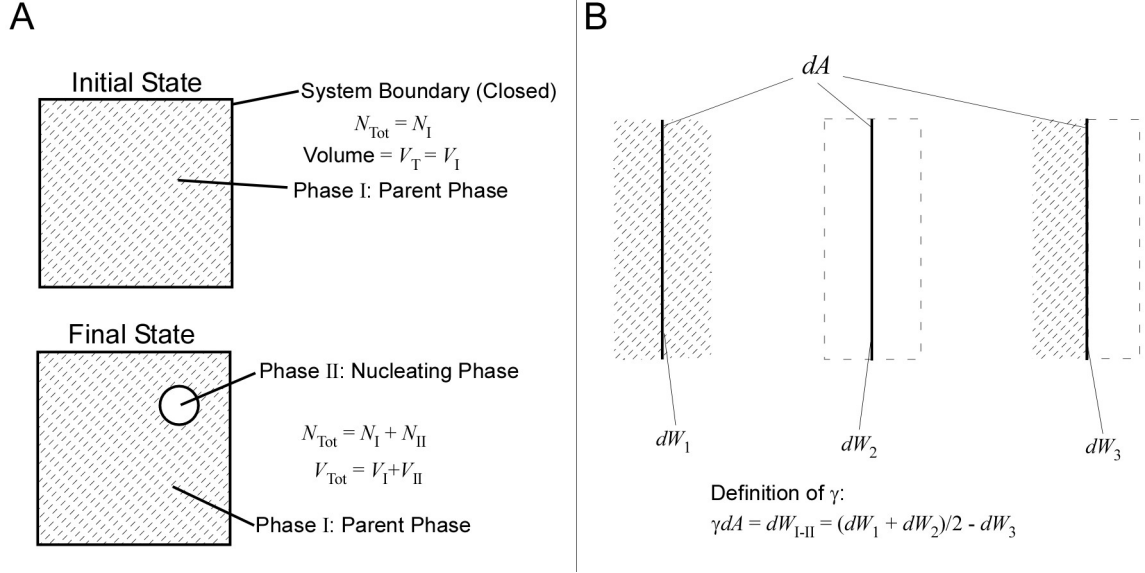 A
Initial State
System Boundary (Closed)
N_Tot = N_I
Volume = V_T = V_I
Phase I: Parent Phase
Final State
Phase II: Nucleating Phase
N_Tot = N_I + N_II
V_Tot = V_I+V_II
Phase I: Parent Phase
B
dA
dW_1
dW_2
dW_3
Definition of γ:
γdA = dW_I-II = (dW_1 + dW_2)/2 - dW_3